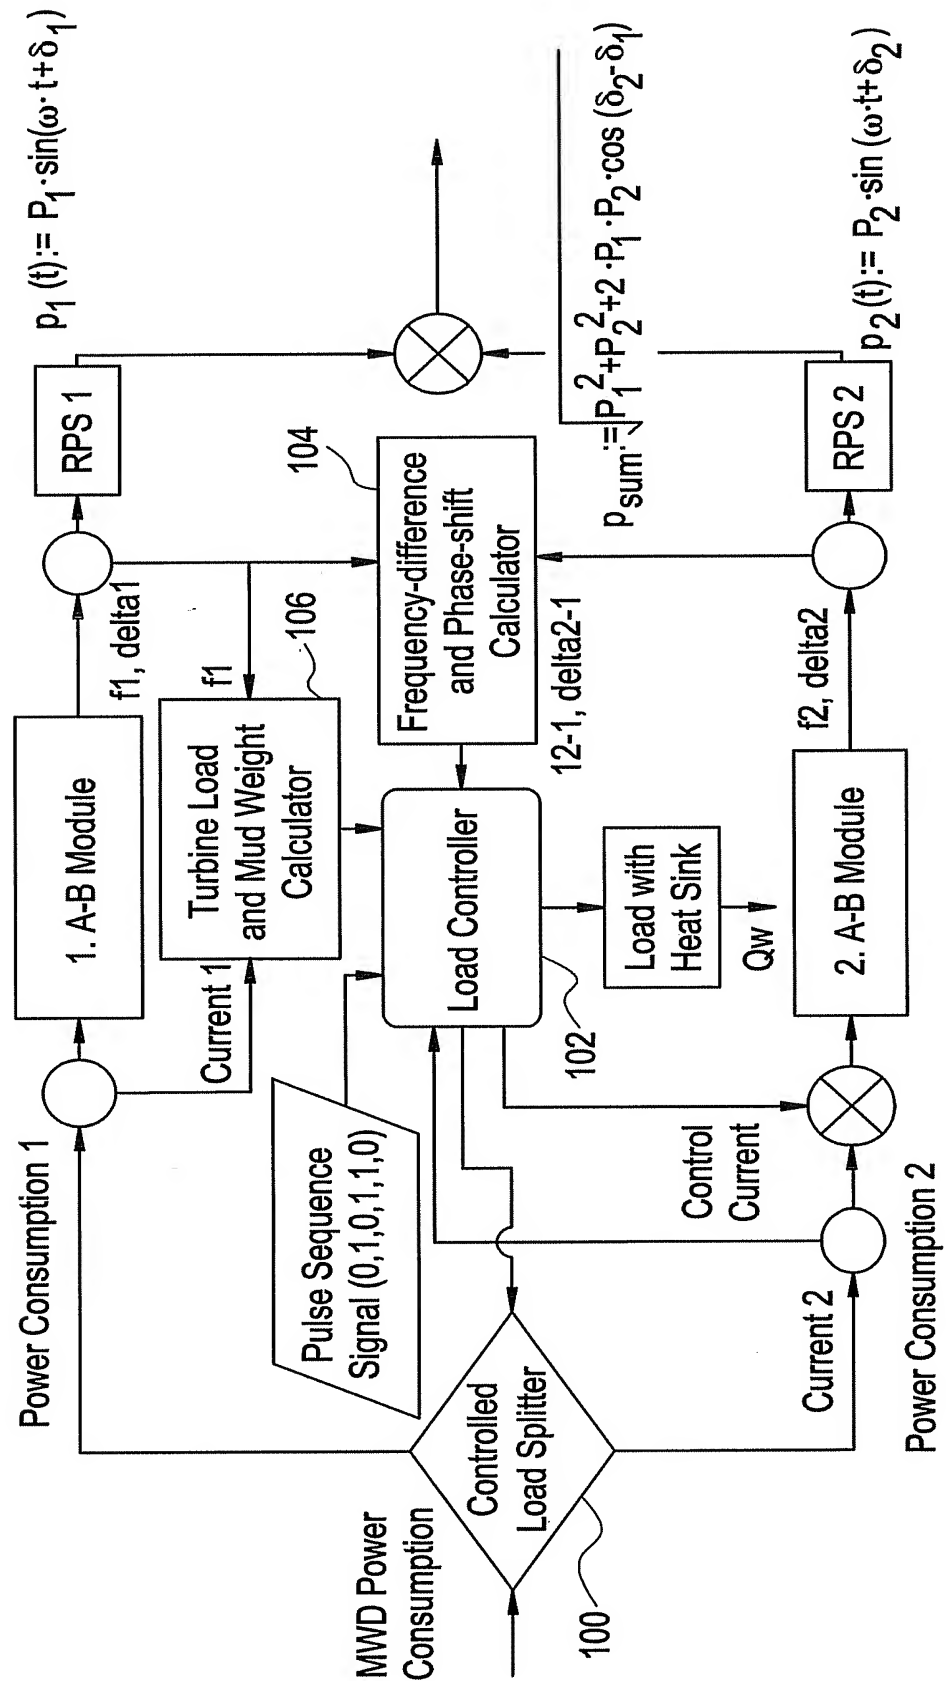 MWD Power
Consumption
Controlled
Load Splitter
100
Power Consumption 1
Current 1
1. A-B Module
f1, delta1
RPS 1
p1 (t):= P1·sin(ω·t+δ1)
Turbine Load
and Mud Weight
Calculator
f1
106
Pulse Sequence
Signal (0,1,0,1,1,0)
Load Controller
102
Frequency-difference
and Phase-shift
Calculator
104
12-1, delta2-1
psum:=√P1²+P2²+2·P1·P2·cos (δ2-δ1)
Load with
Heat Sink
Qw
Control
Current
Current 2
Power Consumption 2
2. A-B Module
f2, delta2
RPS 2
p2(t):= P2·sin (ω·t+δ2)